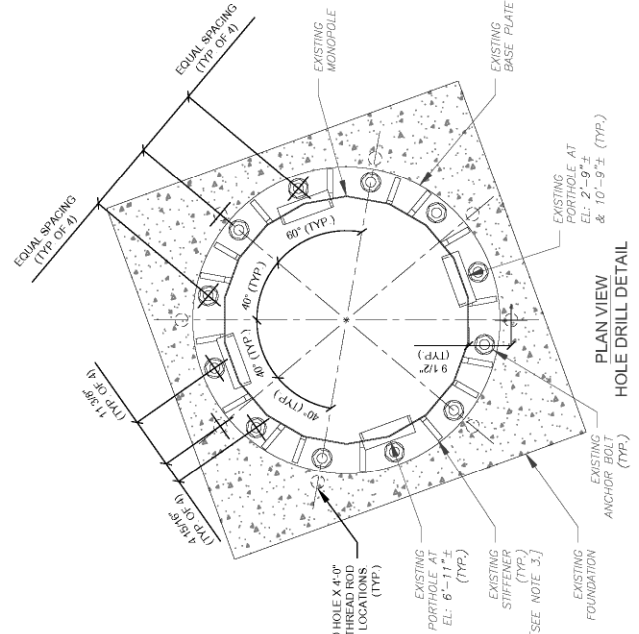 EQUAL SPACING
(TYP. OF 4)
EQUAL SPACING
(TYP. OF 4)
11 3/8"
(TYP. OF 4)
4 15/16"
(TYP. OF 4)
EXISTING
MONOPOLE
EXISTING
BASE PLATE
60° (TYP.)
40° (TYP.)
40° (TYP.)
40° (TYP.)
9 1/2"
(TYP.)
HOLE X 4'-0"
THREAD ROD
LOCATIONS
(TYP.)
EXISTING
PORTHOLE AT
EL: 6'-11"±
(TYP.)
EXISTING
STIFFENER
(TYP.)
[SEE NOTE 3.]
EXISTING
FOUNDATION
EXISTING
ANCHOR BOLT
(TYP.)
EXISTING
PORTHOLE AT
EL: 2'-9"±
& 10'-9"± (TYP.)
PLAN VIEW
HOLE DRILL DETAIL